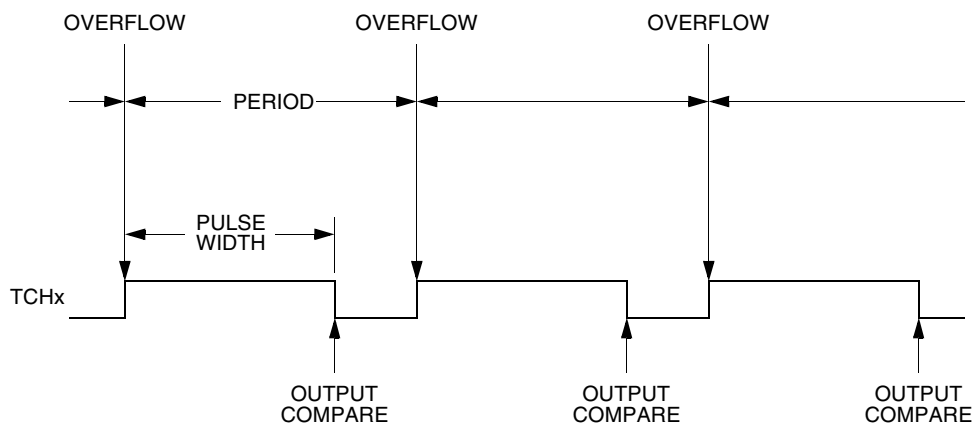 OVERFLOW
OVERFLOW
OVERFLOW
PERIOD
PULSE
WIDTH
TCHx
OUTPUT
COMPARE
OUTPUT
COMPARE
OUTPUT
COMPARE